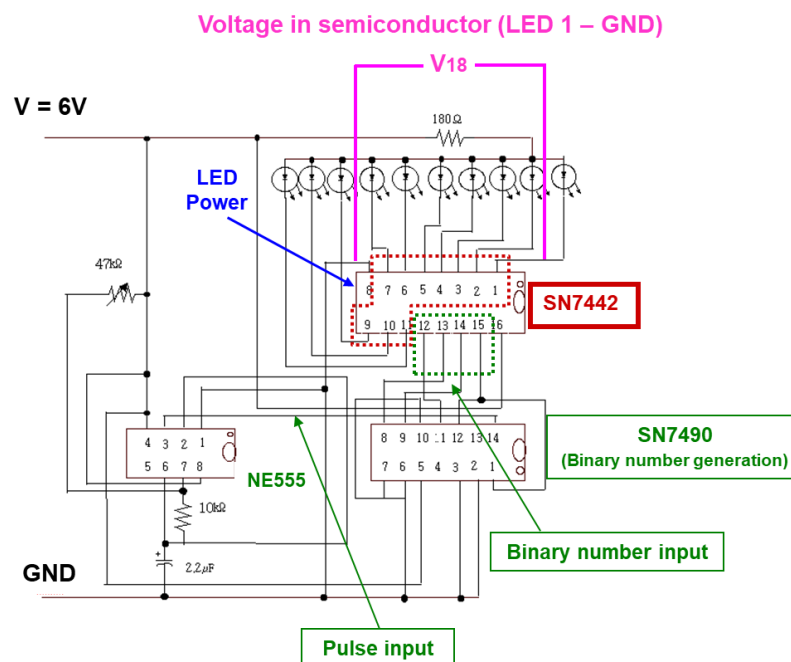 Voltage in semiconductor (LED 1 – GND)
V18
V = 6V
180Ω
LED
Power
47kΩ
8 7 6 5 4 3 2 1
SN7442
9 10 11 12 13 14 15 16
4 3 2 1
8 9 10 11 12 13 14
SN7490
(Binary number generation)
5 6 7 8
NE555
7 6 5 4 3 2 1
10kΩ
Binary number input
2,2μF
GND
Pulse input